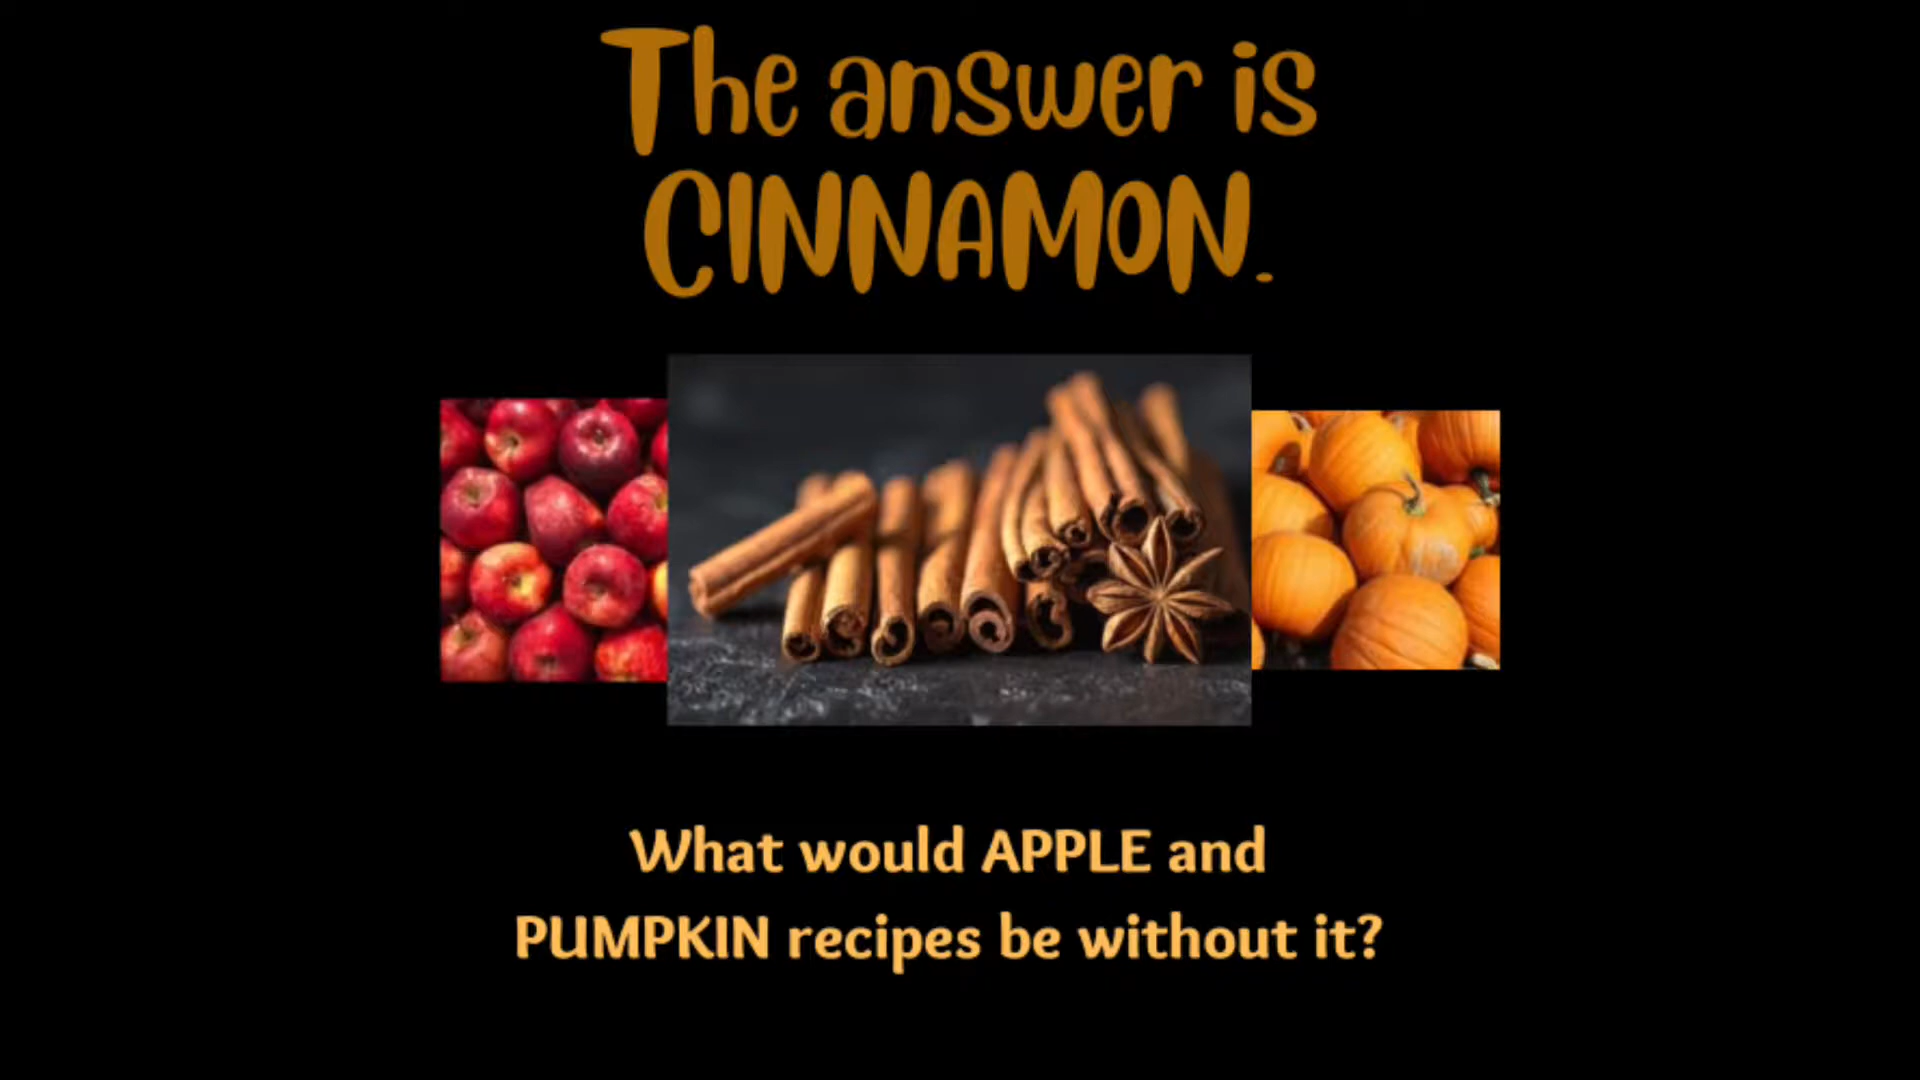 The answer is
CINNAMON.
What would APPLE and
PUMPKIN recipes be without it?